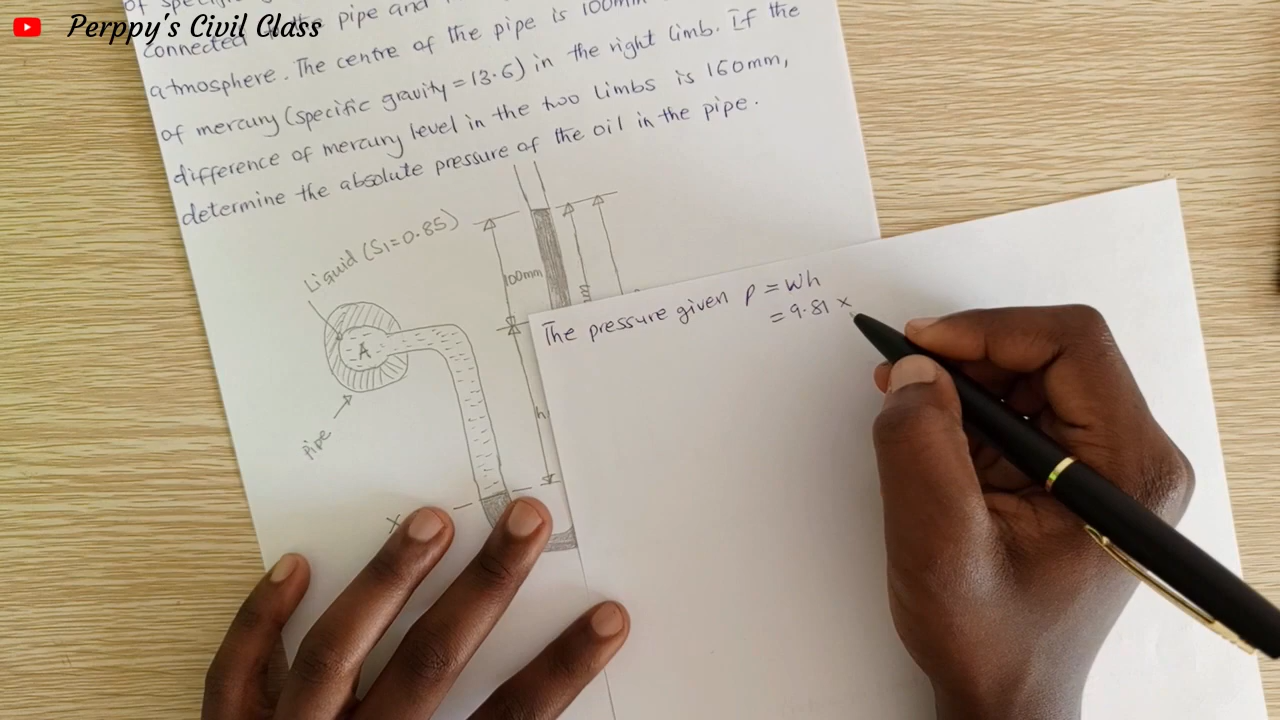 Perppy's Civil Class
of specific
connected the pipe and
atmosphere. The centre of the pipe is 100mm
of mercury (specific gravity = 13.6) in the right limb. If the
difference of mercury level in the two limbs is 160mm,
determine the absolute pressure of the oil in the pipe.
Liquid (S1=0.85)
100mm
A
h
Pipe
X
The pressure given P = wh
= 9.81 x